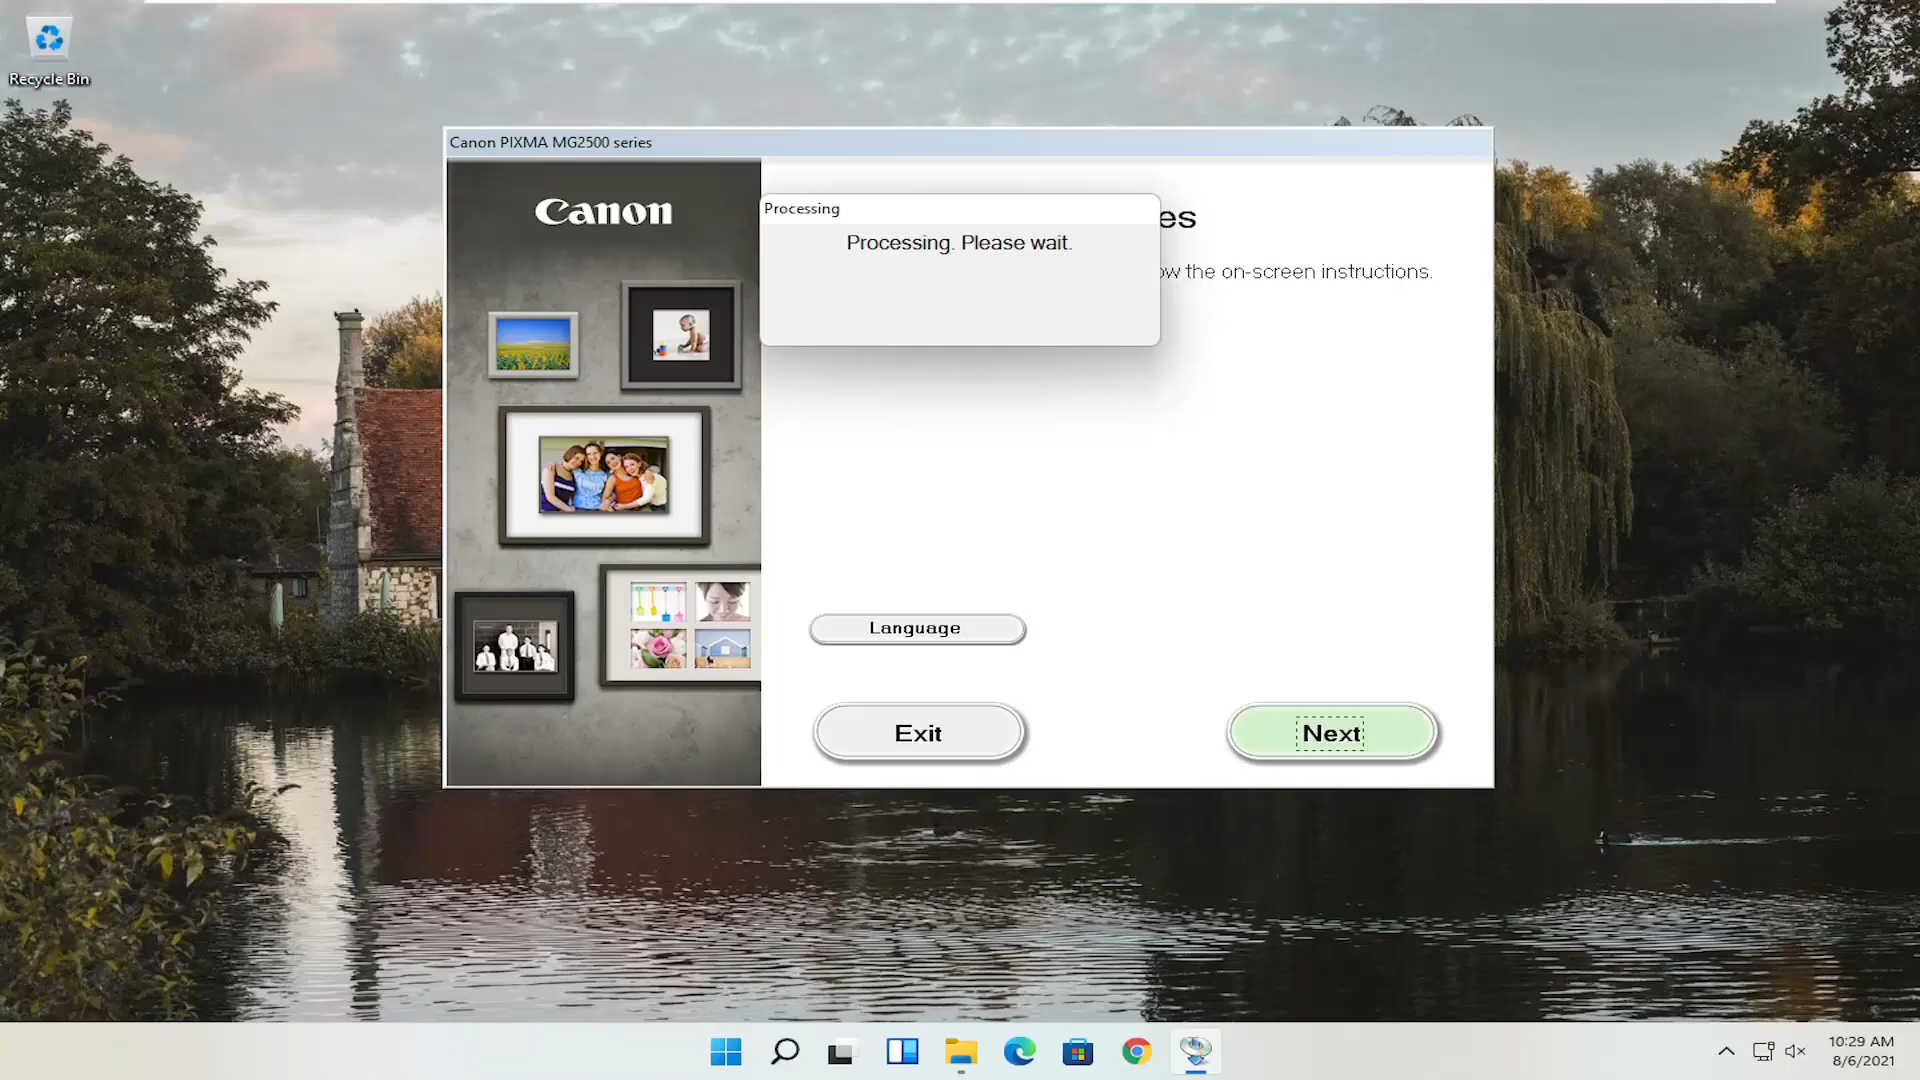 Recycle Bin
Canon PIXMA MG2500 series
Canon
Processing
Processing. Please wait.
es
ow the on-screen instructions.
Language
Exit
Next
10:29 AM
8/6/2021